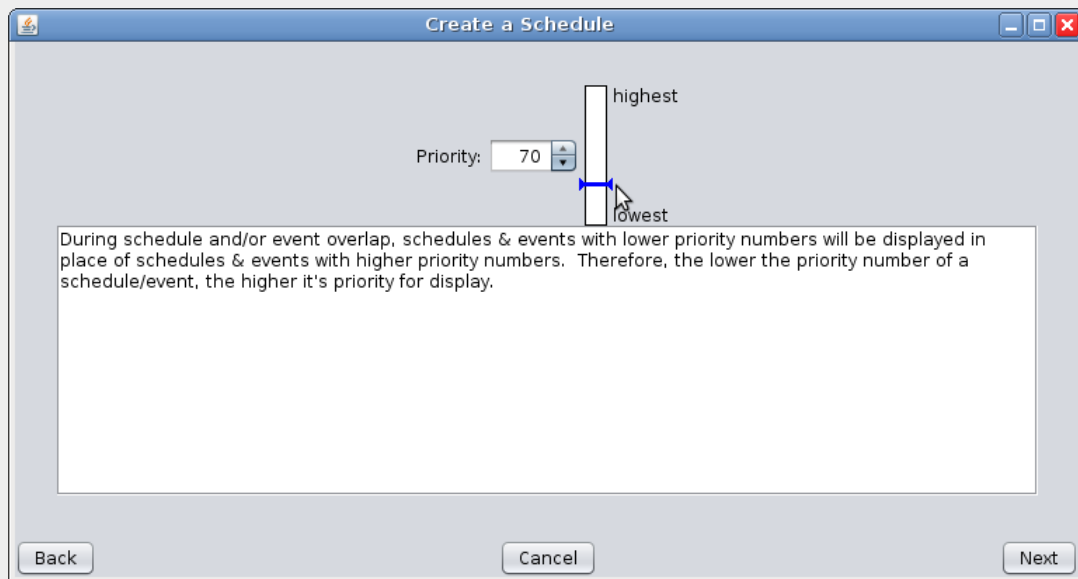 Create a Schedule
highest
Priority: 70
lowest
During schedule and/or event overlap, schedules & events with lower priority numbers will be displayed in
place of schedules & events with higher priority numbers.  Therefore, the lower the priority number of a
schedule/event, the higher it's priority for display.
Back Cancel Next